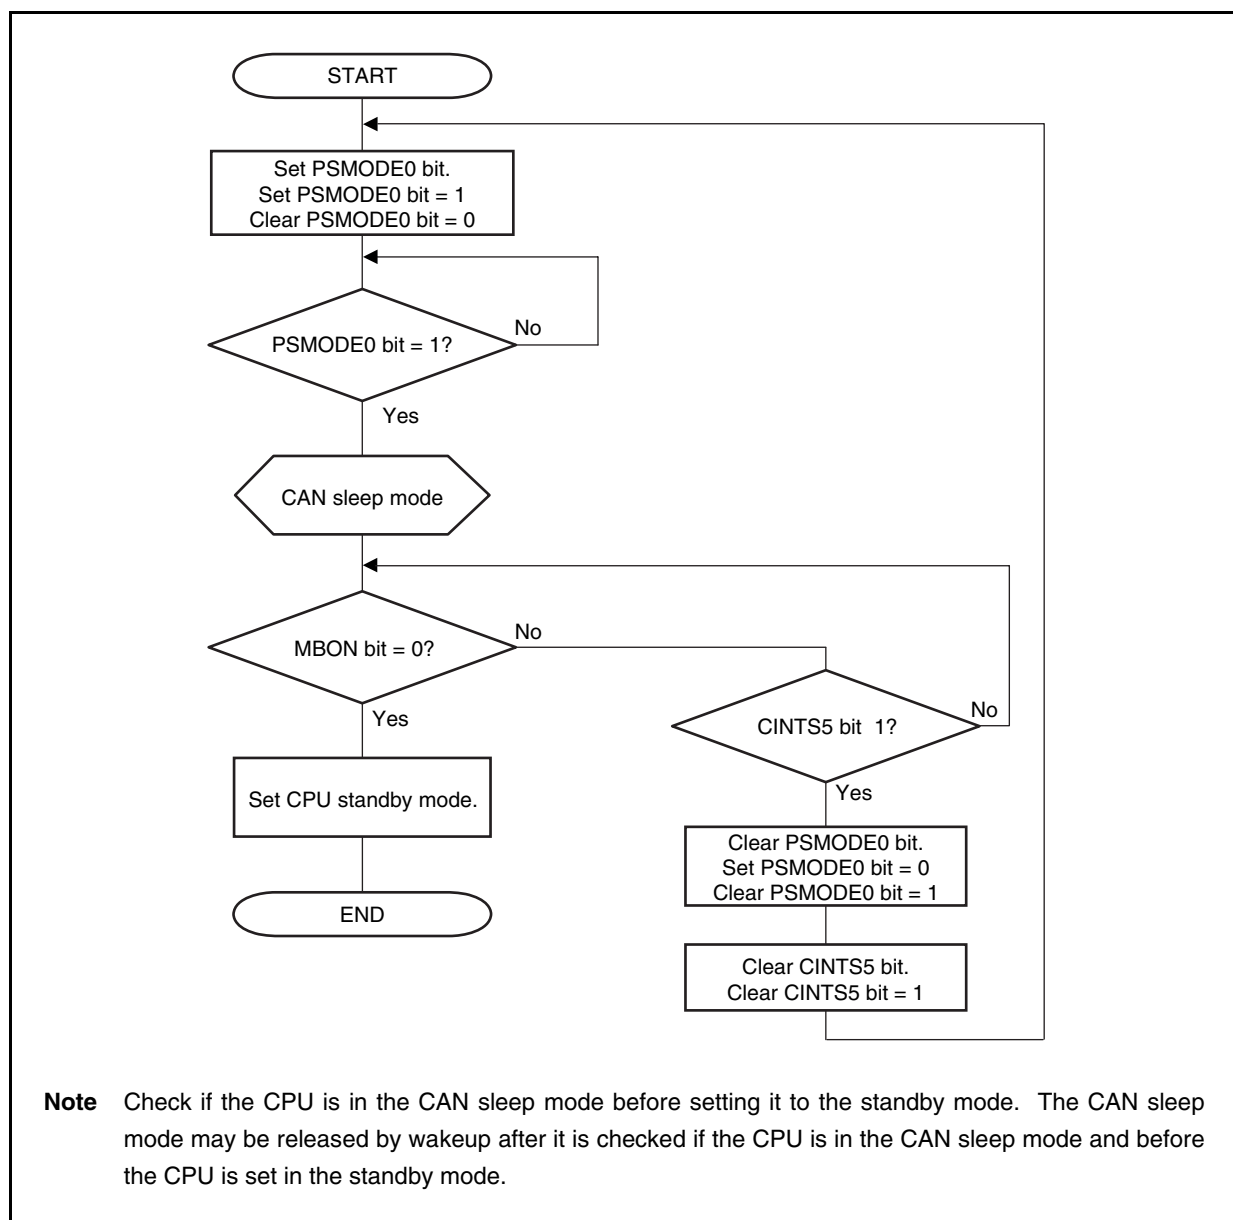 START
Set PSMODE0 bit.
Set PSMODE0 bit = 1
Clear PSMODE0 bit = 0
PSMODE0 bit = 1?
No
Yes
CAN sleep mode
MBON bit = 0?
No
Yes
CINTS5 bit 1?
No
Yes
Set CPU standby mode.
Clear PSMODE0 bit.
Set PSMODE0 bit = 0
Clear PSMODE0 bit = 1
END
Clear CINTS5 bit.
Clear CINTS5 bit = 1
Note Check if the CPU is in the CAN sleep mode before setting it to the standby mode. The CAN sleep
mode may be released by wakeup after it is checked if the CPU is in the CAN sleep mode and before
the CPU is set in the standby mode.